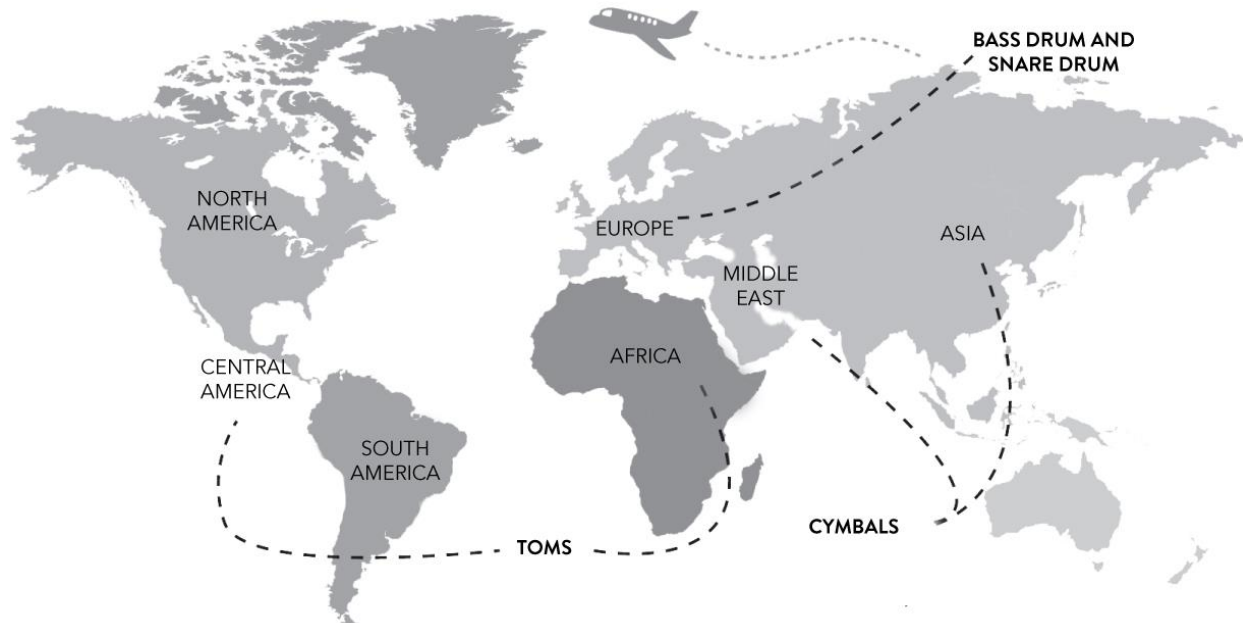 BASS DRUM AND
SNARE DRUM
NORTH
AMERICA
EUROPE
ASIA
MIDDLE
EAST
AFRICA
CENTRAL
AMERICA
SOUTH
AMERICA
CYMBALS
TOMS